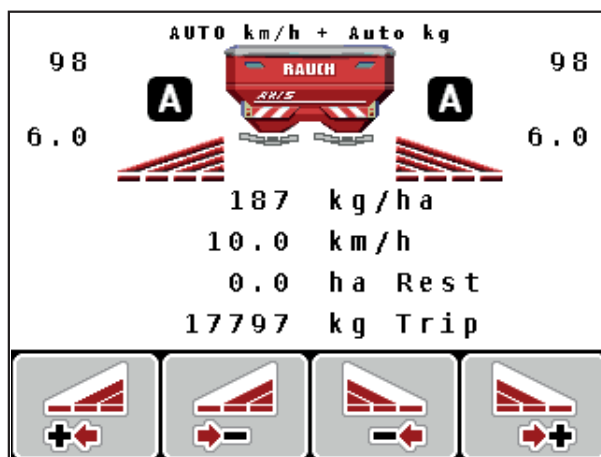 AUTO km/h + Auto kg
98 98
RAUCH
AXIS
A A
6.0 6.0
187 kg/ha
10.0 km/h
0.0 ha Rest
17797 kg Trip
+ - - +